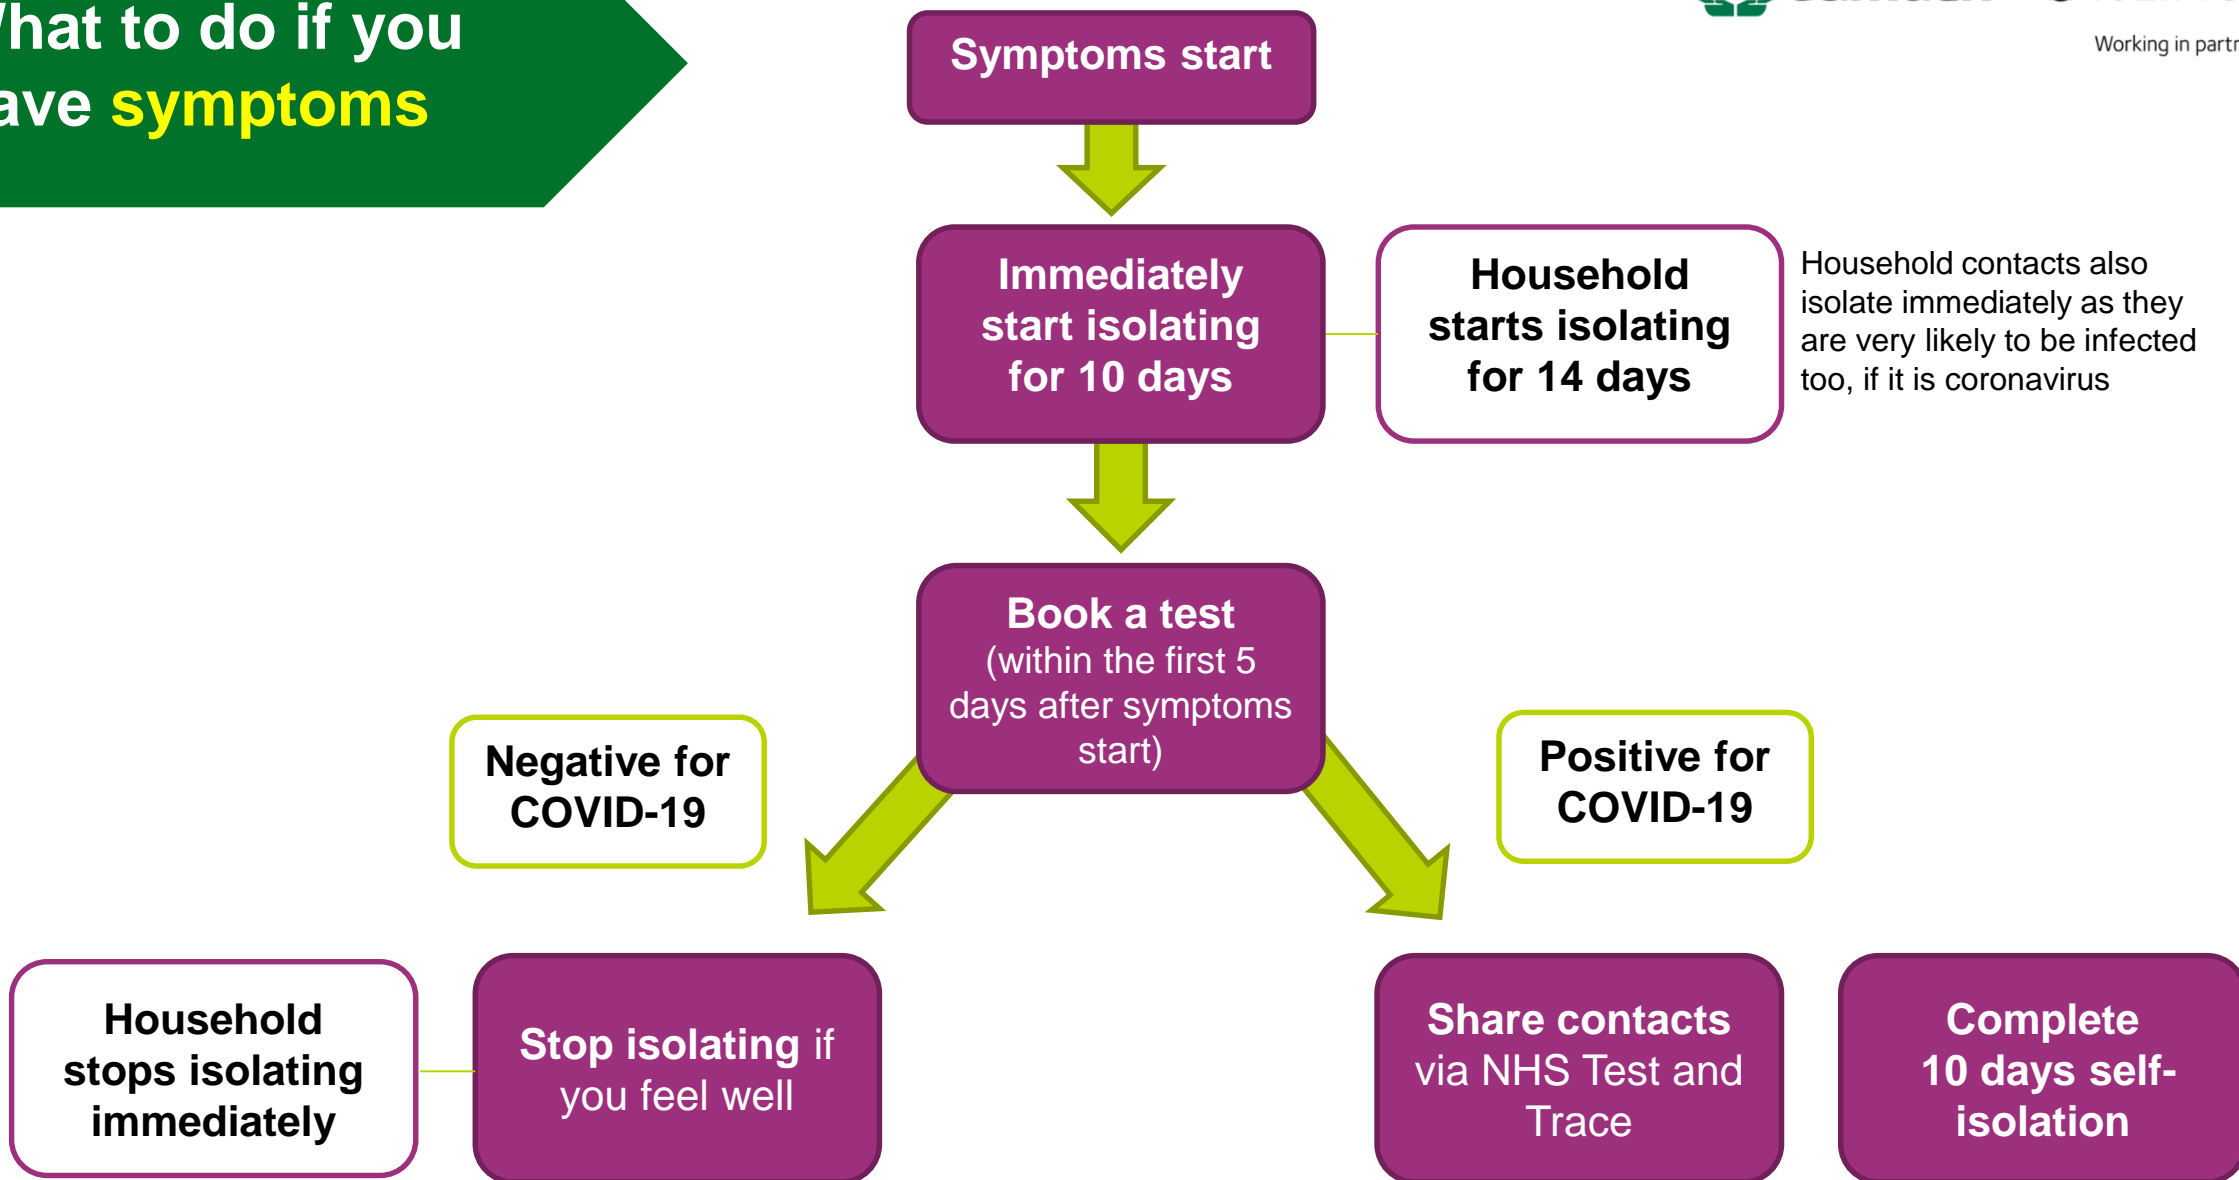 hat to do if you
ave symptoms
Working in partn
Symptoms start
Immediately
start isolating
for 10 days
Household
starts isolating
for 14 days
Household contacts also
isolate immediately as they
are very likely to be infected
too, if it is coronavirus
Book a test
(within the first 5
days after symptoms
start)
Negative for
COVID-19
Positive for
COVID-19
Household
stops isolating
immediately
Stop isolating if
you feel well
Share contacts
via NHS Test and
Trace
Complete
10 days self-
isolation